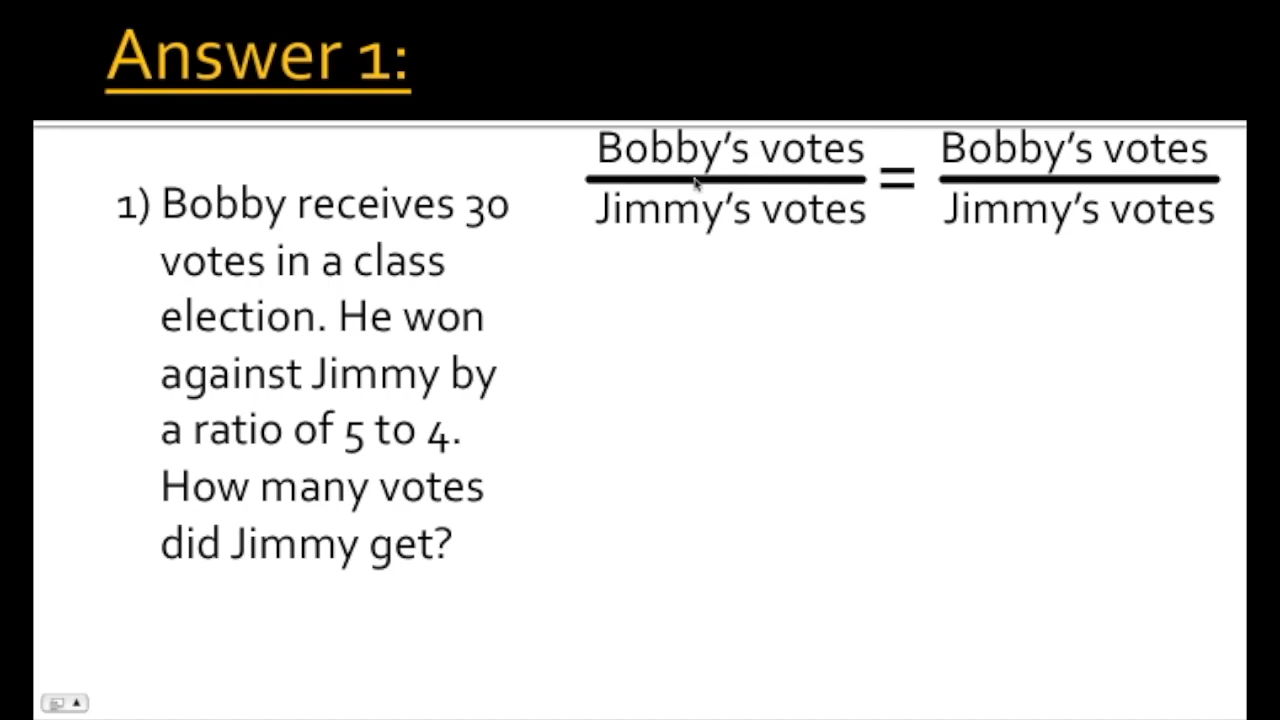 Answer 1:
1) Bobby receives 30
votes in a class
election. He won
against Jimmy by
a ratio of 5 to 4.
How many votes
did Jimmy get?
Bobby's votes = Bobby's votes
Jimmy's votes Jimmy's votes